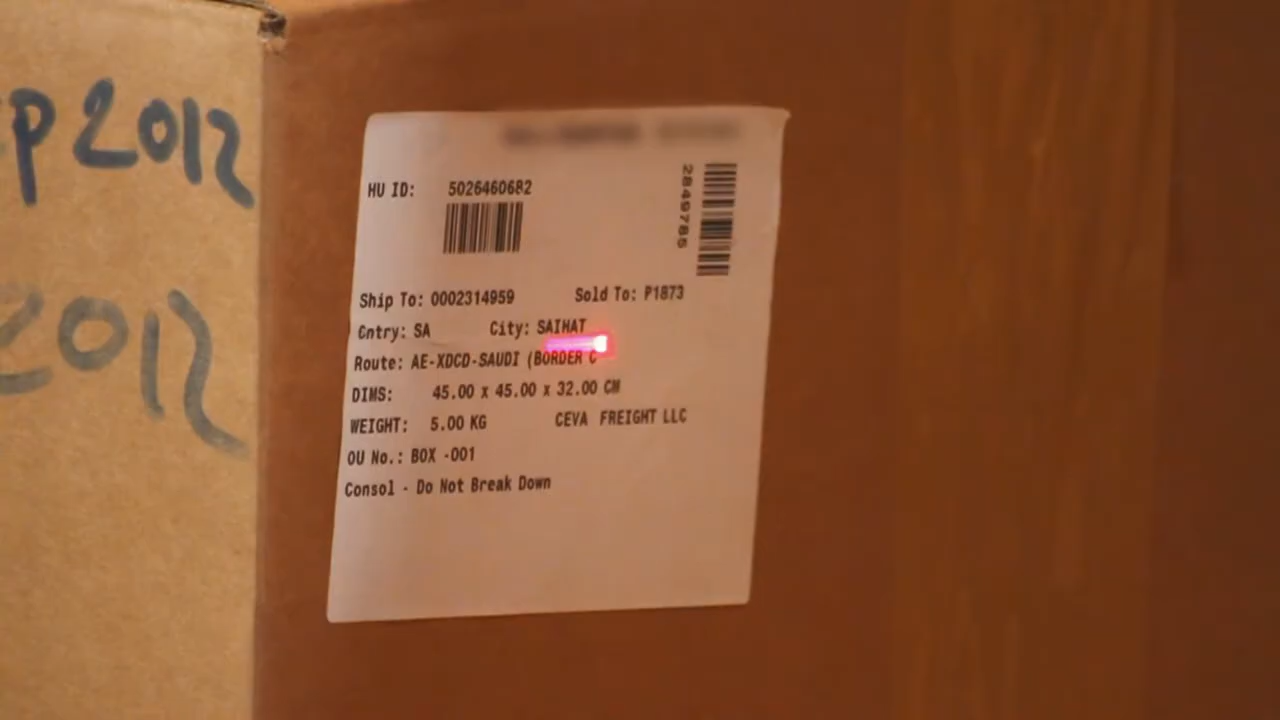 p 2012
2012
HU ID: 5026460682
2849785
Ship To: 0002314959 Sold To: P1873
Cntry: SA City: SAIHAT
Route: AE-XDCD-SAUDI (BORDER C
DIMS: 45.00 x 45.00 x 32.00 CM
WEIGHT: 5.00 KG CEVA FREIGHT LLC
OU No.: BOX -001
Consol - Do Not Break Down